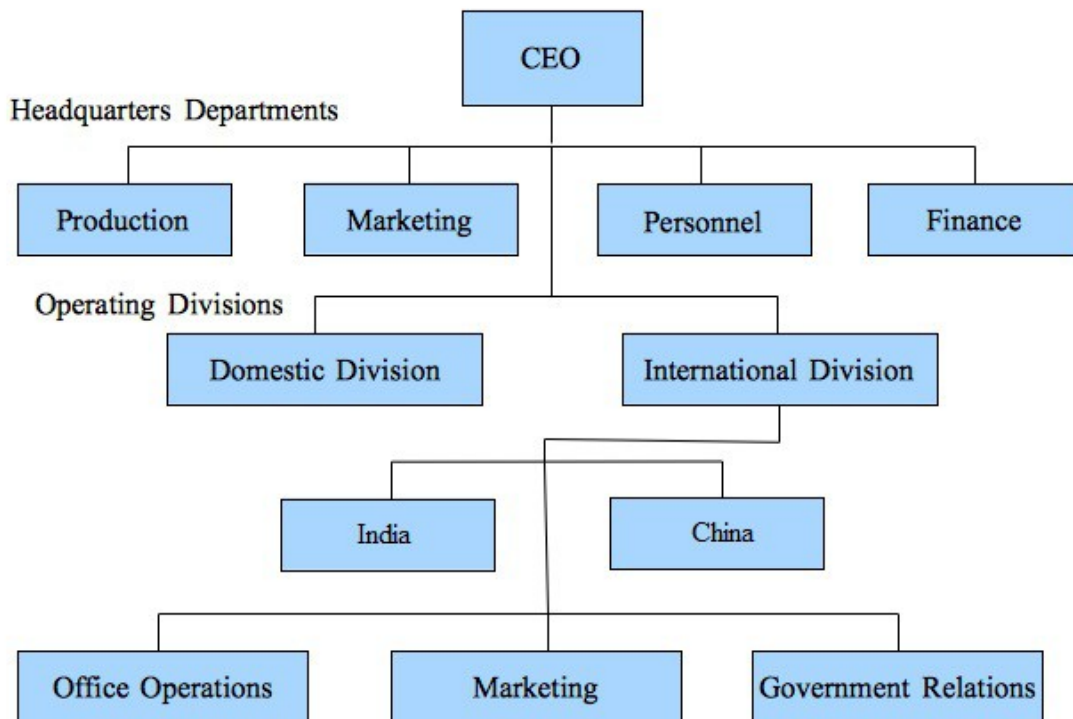 CEO
Headquarters Departments
Production
Marketing
Personnel
Finance
Operating Divisions
Domestic Division
International Division
India
China
Office Operations
Marketing
Government Relations